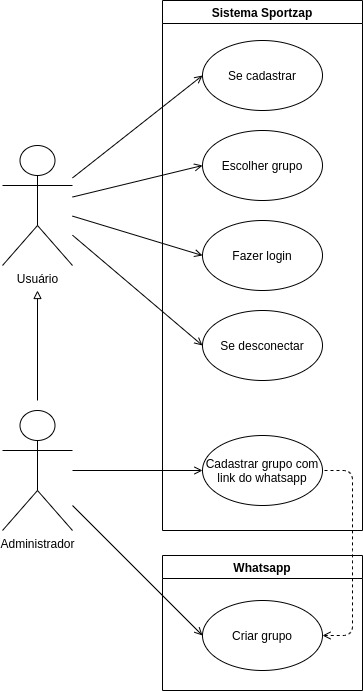 Sistema Sportzap
Se cadastrar
Escolher grupo
Fazer login
Usuário
Se desconectar
Cadastrar grupo com
link do whatsapp
Administrador
Whatsapp
Criar grupo